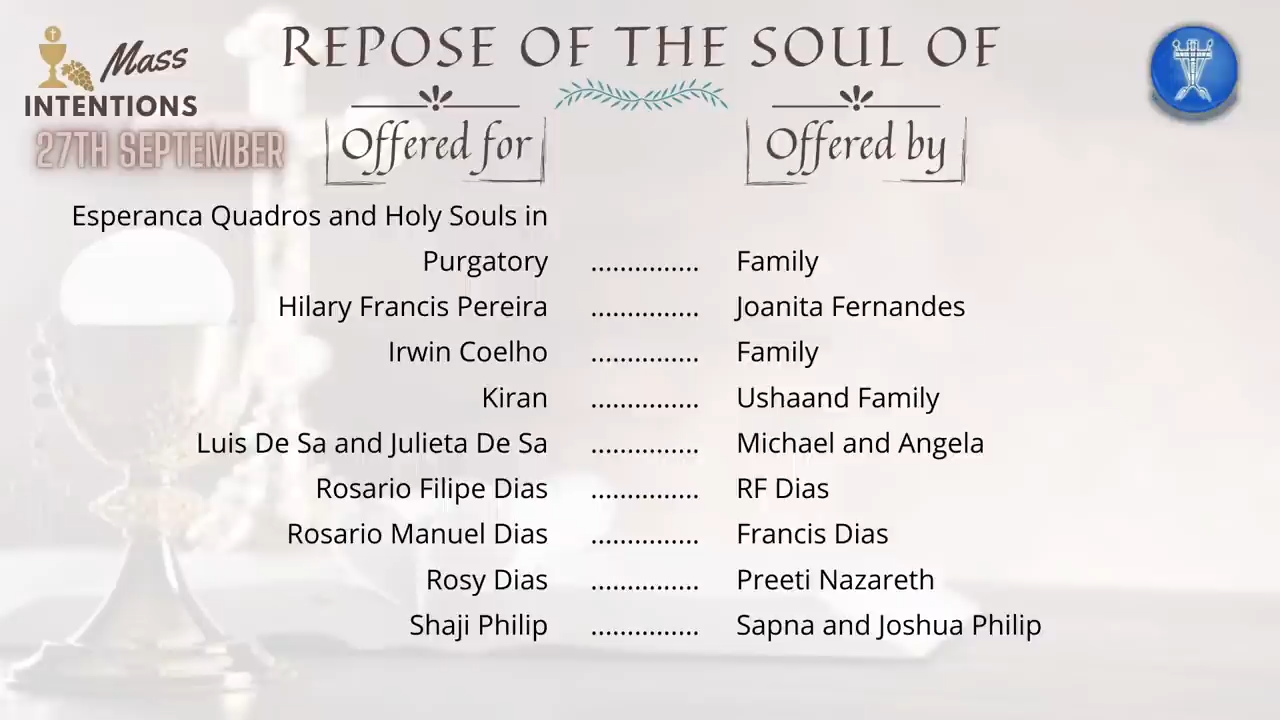 REPOSE OF THE SOUL OF
Mass
INTENTIONS
27TH SEPTEMBER
Offered for Offered by
Esperanca Quadros and Holy Souls in
Purgatory ............... Family
Hilary Francis Pereira ............... Joanita Fernandes
Irwin Coelho ............... Family
Kiran ............... Ushaand Family
Luis De Sa and Julieta De Sa ............... Michael and Angela
Rosario Filipe Dias ............... RF Dias
Rosario Manuel Dias ............... Francis Dias
Rosy Dias ............... Preeti Nazareth
Shaji Philip ............... Sapna and Joshua Philip